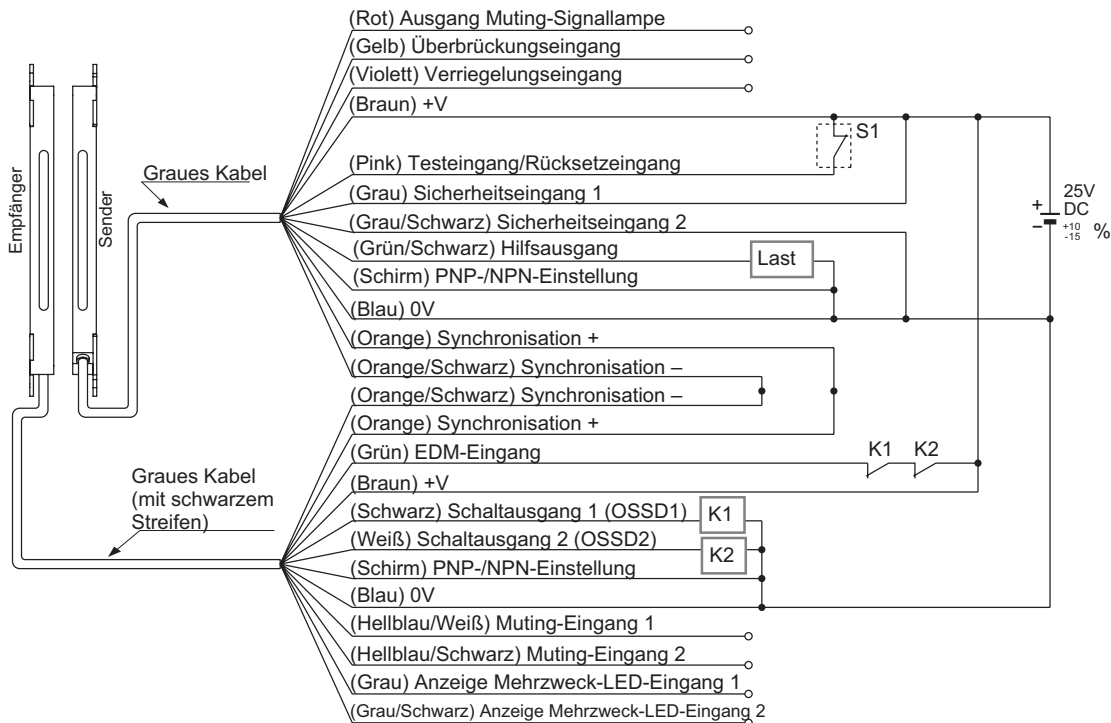 (Rot) Ausgang Muting-Signallampe
(Gelb) Überbrückungseingang
(Violett) Verriegelungseingang
(Braun) +V
S1
(Pink) Testeingang/Rücksetzeingang
Graues Kabel
(Grau) Sicherheitseingang 1
(Grau/Schwarz) Sicherheitseingang 2
(Grün/Schwarz) Hilfsausgang
Last
(Schirm) PNP-/NPN-Einstellung
(Blau) 0V
Empfänger
Sender
+
–
25V
DC
+10
-15 %
(Orange) Synchronisation +
(Orange/Schwarz) Synchronisation –
(Orange/Schwarz) Synchronisation –
(Orange) Synchronisation +
(Grün) EDM-Eingang
K1 K2
(Braun) +V
Graues Kabel
(mit schwarzem
Streifen)
(Schwarz) Schaltausgang 1 (OSSD1)
K1
(Weiß) Schaltausgang 2 (OSSD2)
K2
(Schirm) PNP-/NPN-Einstellung
(Blau) 0V
(Hellblau/Weiß) Muting-Eingang 1
(Hellblau/Schwarz) Muting-Eingang 2
(Grau) Anzeige Mehrzweck-LED-Eingang 1
(Grau/Schwarz) Anzeige Mehrzweck-LED-Eingang 2